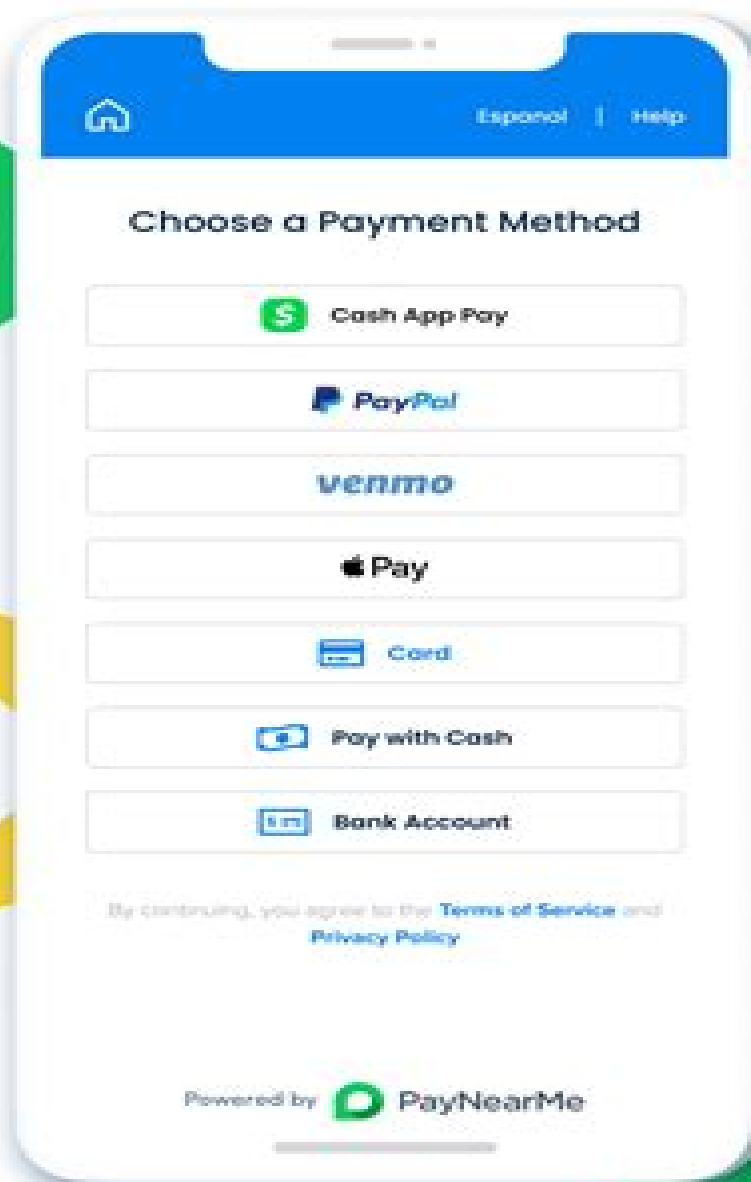 Espanol | Help
Choose a Payment Method
$ Cash App Pay
PayPal
venmo
Pay
Card
Pay with Cash
Bank Account
By continuing, you agree to the Terms of Service and
Privacy Policy
Powered by PayNearMe